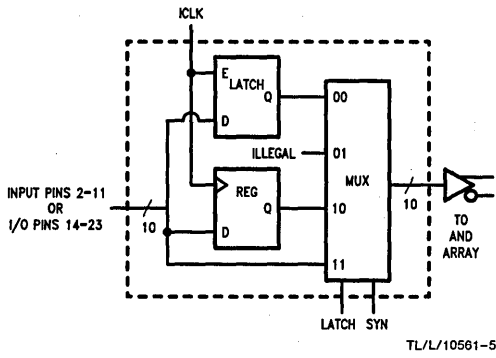 ICLK
E
LATCH
Q
00
D
ILLEGAL
01
MUX
REG
Q
10
D
11
INPUT PINS 2–11
OR
I/O PINS 14–23
10
10
TO
AND
ARRAY
LATCH SYN
TL/L/10561–5